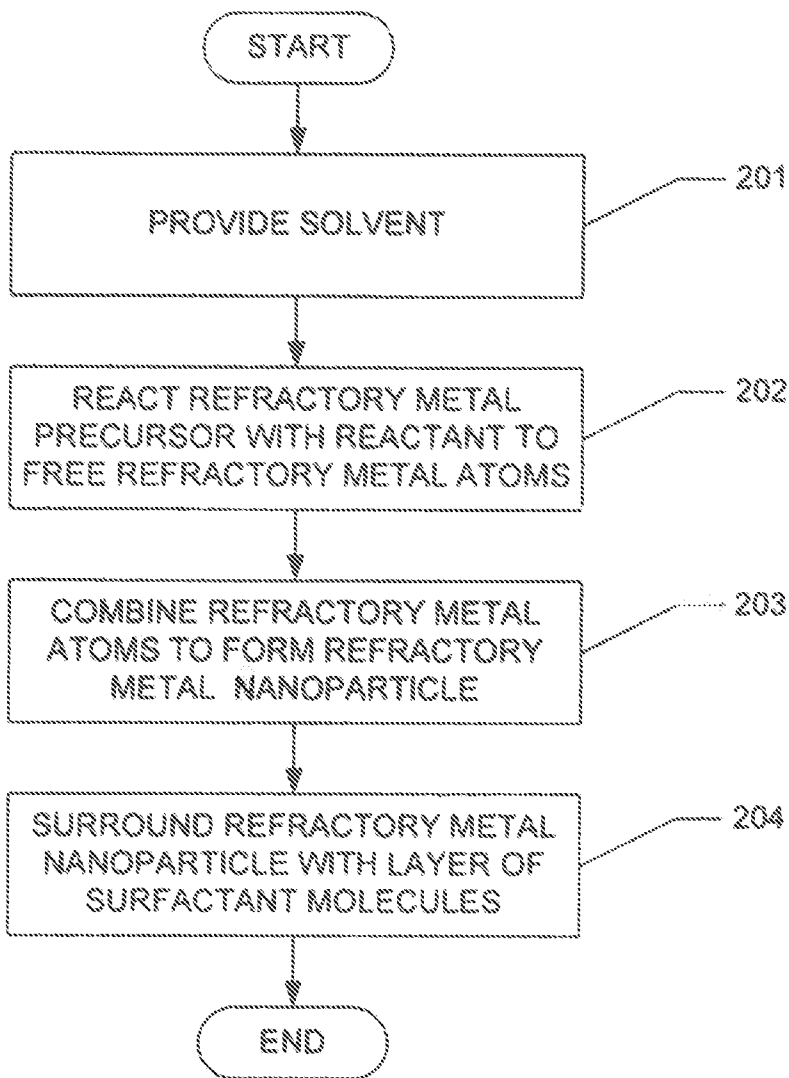 START
PROVIDE SOLVENT
201
REACT REFRACTORY METAL
PRECURSOR WITH REACTANT TO
FREE REFRACTORY METAL ATOMS
202
COMBINE REFRACTORY METAL
ATOMS TO FORM REFRACTORY
METAL NANOPARTICLE
203
SURROUND REFRACTORY METAL
NANOPARTICLE WITH LAYER OF
SURFACTANT MOLECULES
204
END